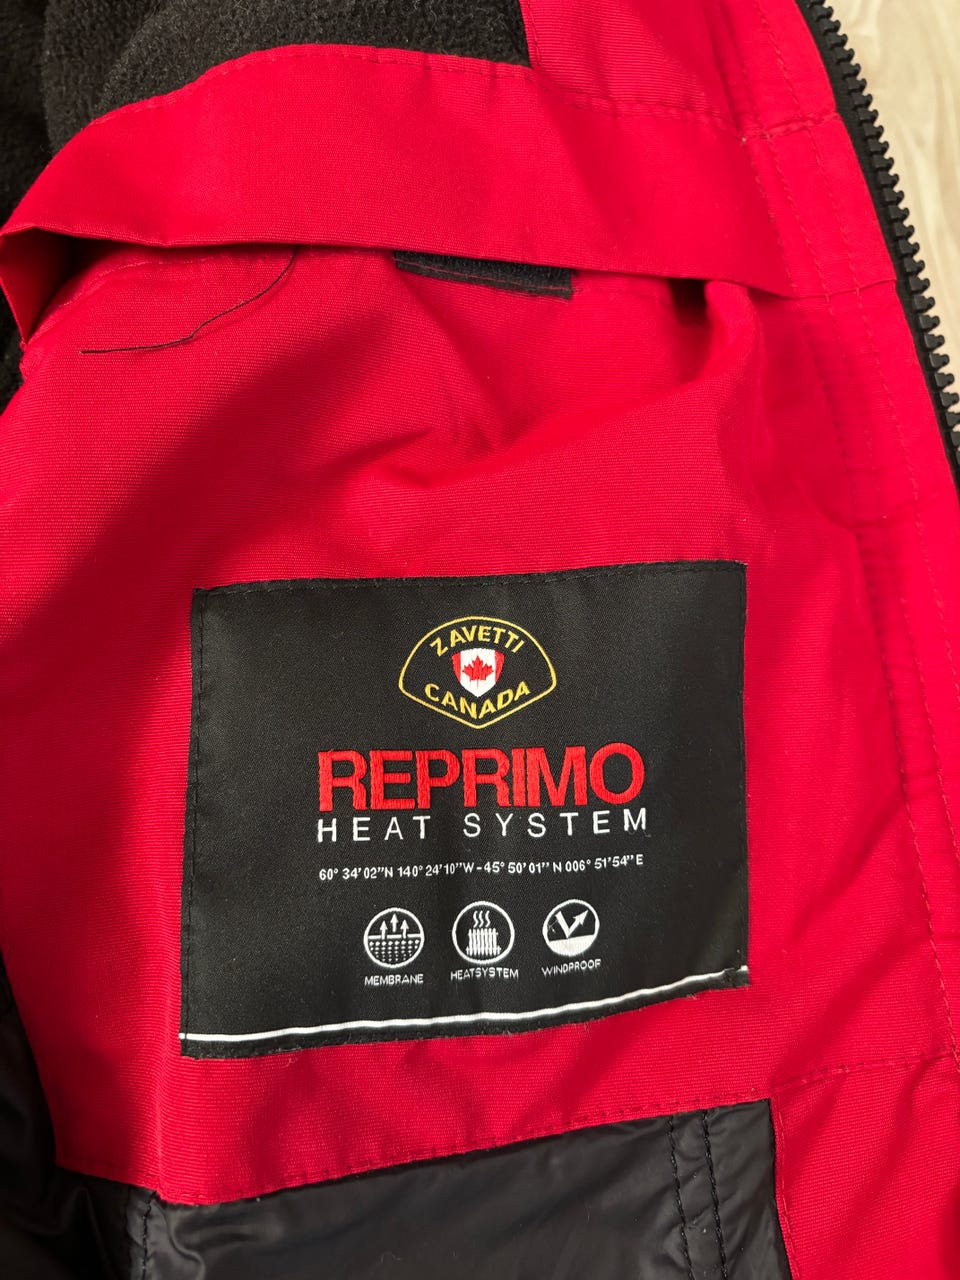 ZAVETTI
CANADA
REPRIMO
HEAT SYSTEM
60° 34' 02"N 140° 24'10"W-45° 50' 01" N 006° 51'54" E
MEMBRANE HEATSYSTEM WINDPROOF